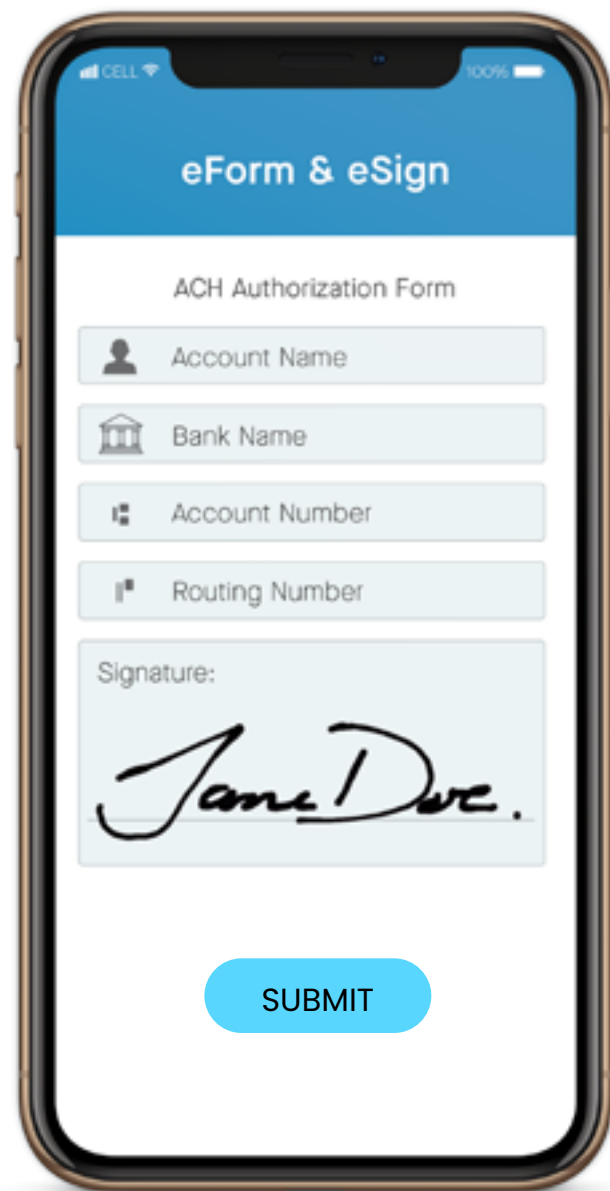 CELL 100%
eForm & eSign
ACH Authorization Form
Account Name
Bank Name
Account Number
Routing Number
Signature:
Jane Doe.
SUBMIT